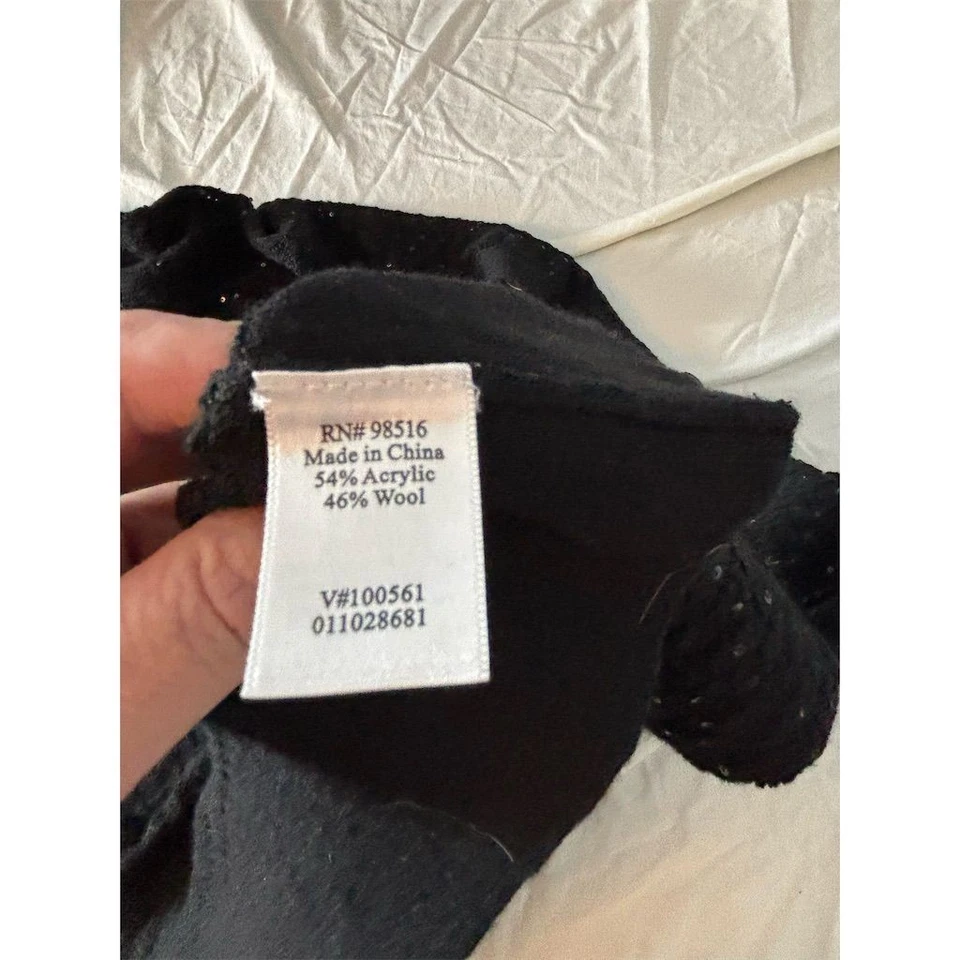 RN# 98516
Made in China
54% Acrylic
46% Wool
V#100561
011028681